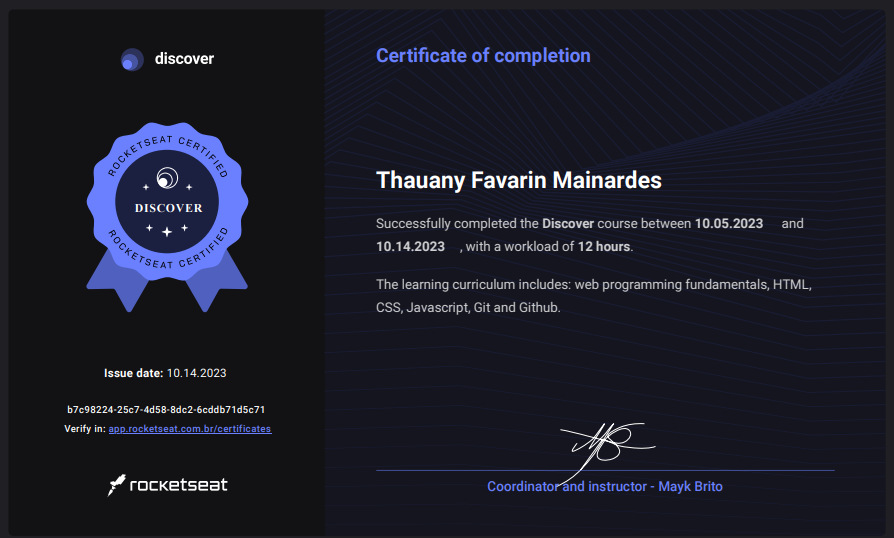 discover
ROCKETSEAT CERTIFIED
DISCOVER
ROCKETSEAT CERTIFIED
Issue date: 10.14.2023
b7c98224-25c7-4d58-8dc2-6cddb71d5c71
Verify in: app.rocketseat.com.br/certificates
rocketseat
Certificate of completion
Thauany Favarin Mainardes
Successfully completed the Discover course between 10.05.2023 and
10.14.2023 , with a workload of 12 hours.
The learning curriculum includes: web programming fundamentals, HTML,
CSS, Javascript, Git and Github.
Coordinator and instructor - Mayk Brito